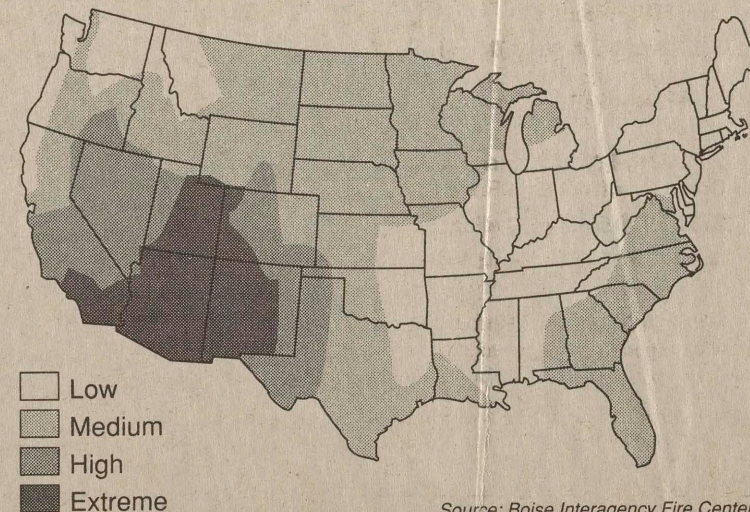 Low
Medium
High
Extreme
Source: Boise Interagency Fire Center